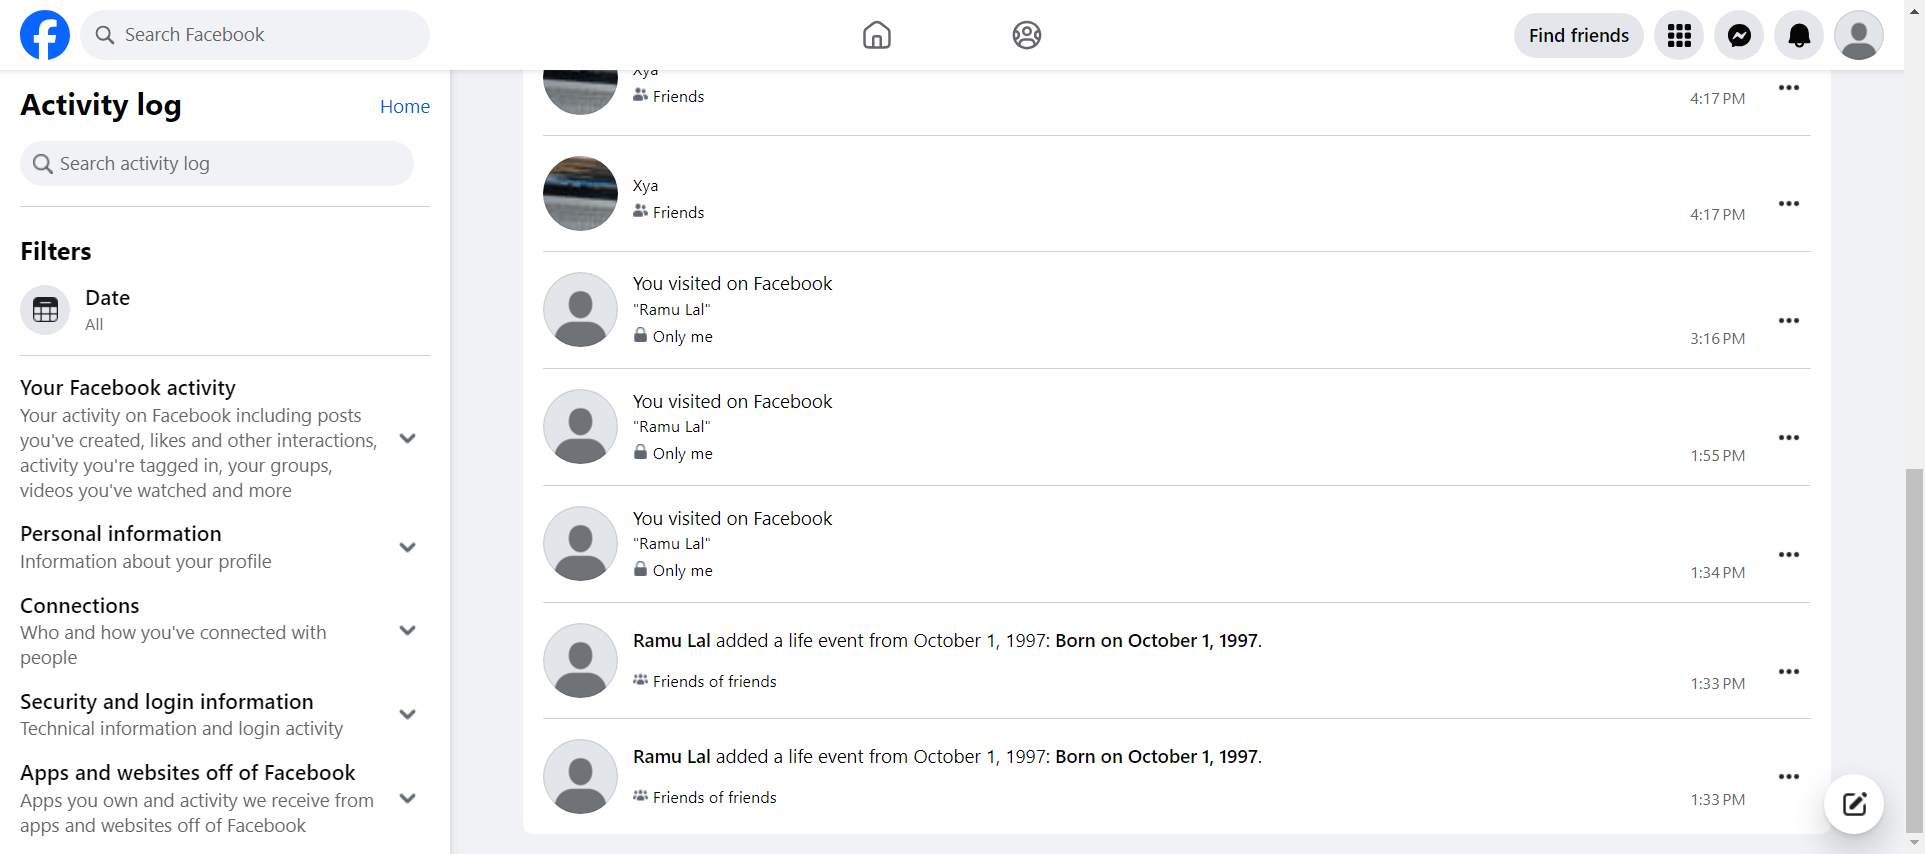 Search Facebook
Find friends
Activity log
Home
Search activity log
Filters
Date
All
Your Facebook activity
Your activity on Facebook including posts
you've created, likes and other interactions,
activity you're tagged in, your groups,
videos you've watched and more
Personal information
Information about your profile
Connections
Who and how you've connected with
people
Security and login information
Technical information and login activity
Apps and websites off of Facebook
Apps you own and activity we receive from
apps and websites off of Facebook
Xya
Friends
4:17 PM
Xya
Friends
4:17 PM
You visited on Facebook
"Ramu Lal"
Only me
3:16 PM
You visited on Facebook
"Ramu Lal"
Only me
1:55 PM
You visited on Facebook
"Ramu Lal"
Only me
1:34 PM
Ramu Lal added a life event from October 1, 1997: Born on October 1, 1997.
Friends of friends
1:33 PM
Ramu Lal added a life event from October 1, 1997: Born on October 1, 1997.
Friends of friends
1:33 PM